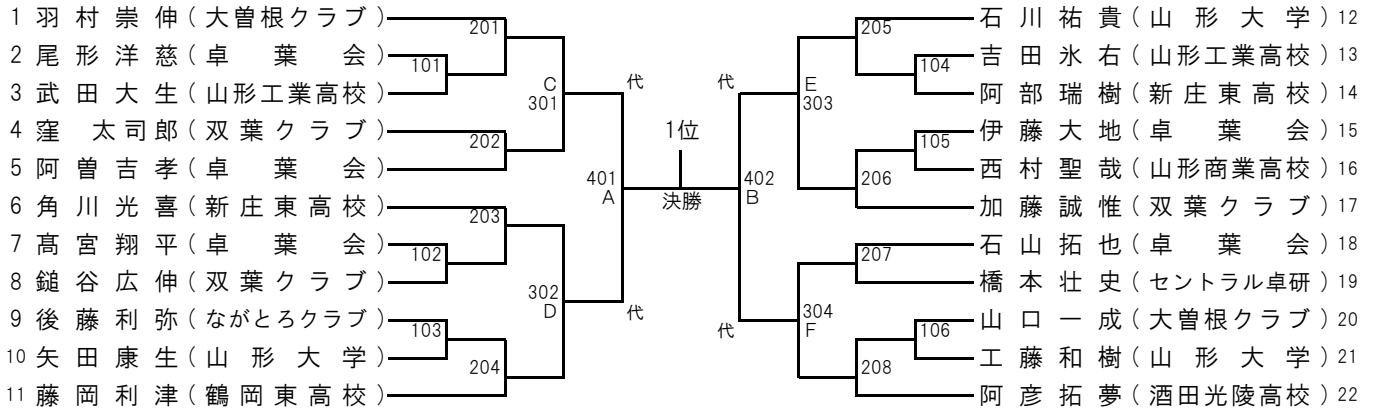 1 羽村崇伸(大曽根クラブ)
2 尾形洋慈(卓葉会)
3 武田大生(山形工業高校)
4 窪太司郎(双葉クラブ)
5 阿曽吉孝(卓葉会)
6 角川光喜(新庄東高校)
7 髙宮翔平(卓葉会)
8 鎚谷広伸(双葉クラブ)
9 後藤利弥(ながとろクラブ)
10 矢田康生(山形大学)
11 藤岡利津(鶴岡東高校)
201
101
202
203
102
103
204
C
301
302
D
代
代
401
A
1位
決勝
代
代
402
B
E
303
304
F
205
104
105
206
207
106
208
石川祐貴(山形大学)12
吉田氷右(山形工業高校)13
阿部瑞樹(新庄東高校)14
伊藤大地(卓葉会)15
西村聖哉(山形商業高校)16
加藤誠惟(双葉クラブ)17
石山拓也(卓葉会)18
橋本壮史(セントラル卓研)19
山口一成(大曽根クラブ)20
工藤和樹(山形大学)21
阿彦拓夢(酒田光陵高校)22